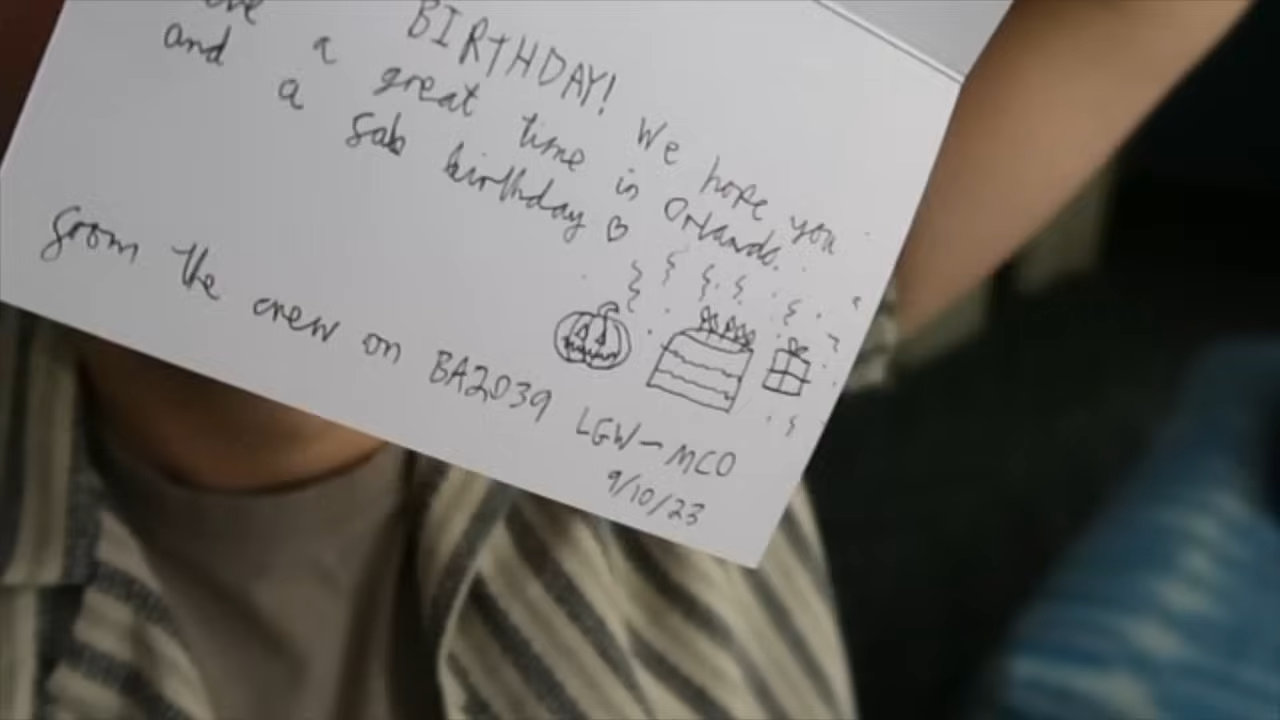 BIRTHDAY! We hope you
have a great time in Orlando.
and a fab birthday ♡
from the crew on BA2039 LGW-MCO
9/10/23